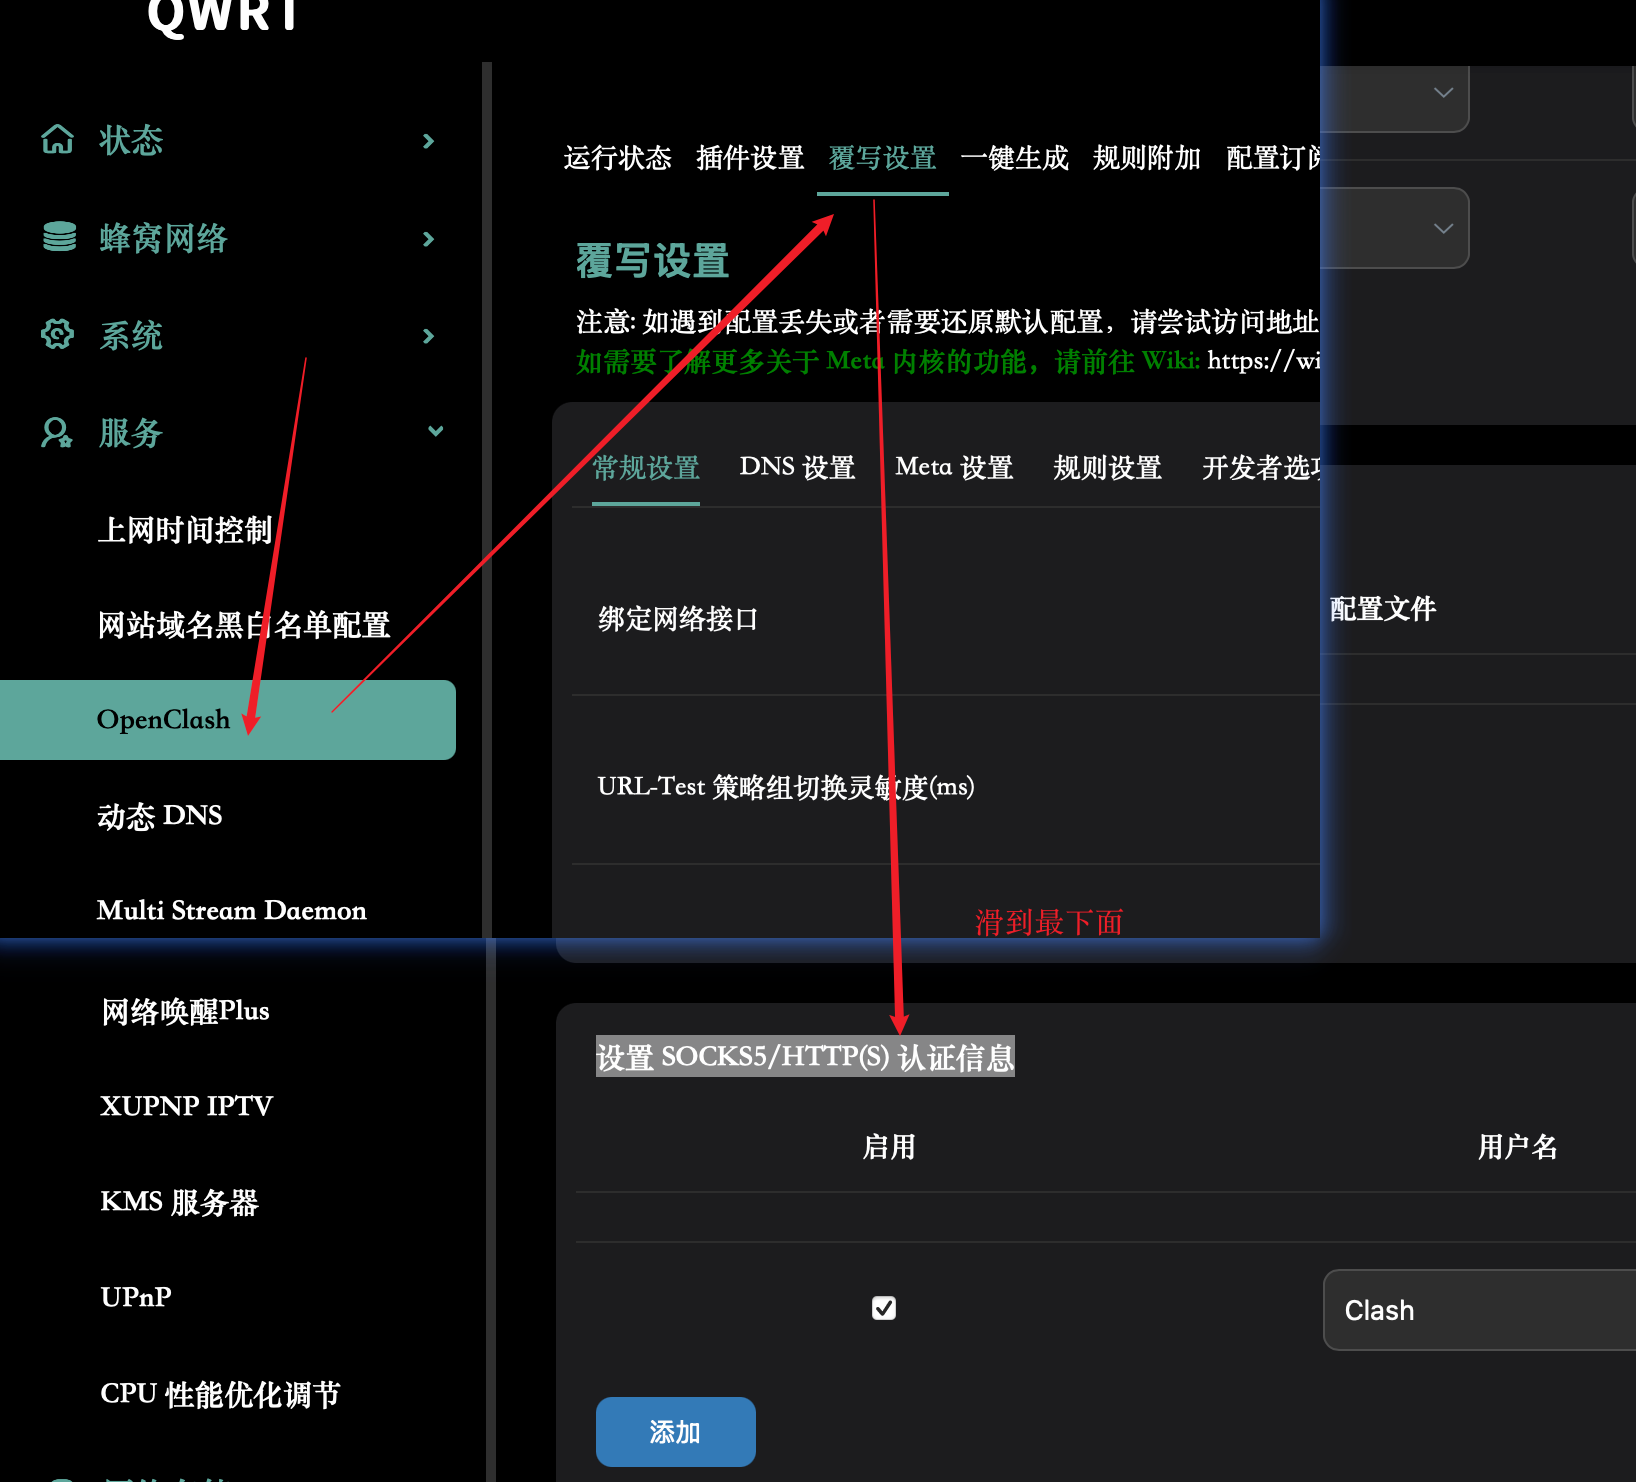 QWRT
状态
蜂窝网络
系统
服务
上网时间控制
网站域名黑白名单配置
OpenClash
动态 DNS
Multi Stream Daemon
网络唤醒Plus
XUPNP IPTV
KMS 服务器
UPnP
CPU 性能优化调节
运行状态 插件设置 覆写设置 一键生成 规则附加 配置订阅
覆写设置
注意: 如遇到配置丢失或者需要还原默认配置，请尝试访问地址
如需要了解更多关于 Meta 内核的功能，请前往 Wiki: https://wi
常规设置 DNS 设置 Meta 设置 规则设置 开发者选项
绑定网络接口
URL-Test 策略组切换灵敏度(ms)
滑到最下面
配置文件
设置 SOCKS5/HTTP(S) 认证信息
启用 用户名
Clash
添加